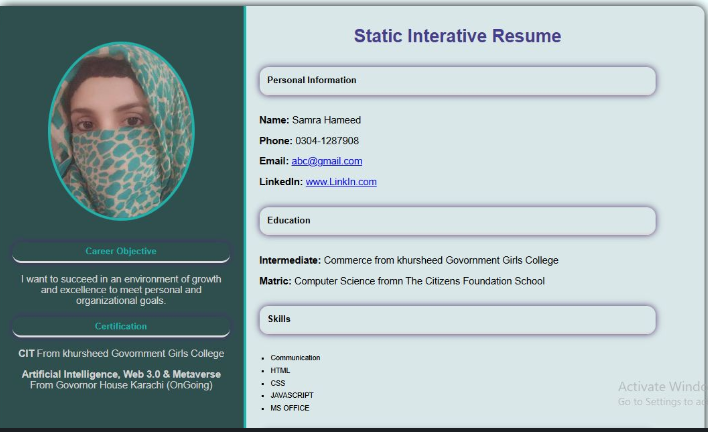 Career Objective
I want to succeed in an environment of growth
and excellence to meet personal and
organizational goals.
Certification
CIT From khursheed Govornment Girls College
Artificial Intelligence, Web 3.0 & Metaverse
From Govornor House Karachi (OnGoing)
Static Interative Resume
Personal Information
Name: Samra Hameed
Phone: 0304-1287908
Email: abc@gmail.com
LinkedIn: www.LinkIn.com
Education
Intermediate: Commerce from khursheed Govornment Girls College
Matric: Computer Science fromn The Citizens Foundation School
Skills
Communication
HTML
CSS
JAVASCRIPT
MS OFFICE
Activate Windo
Go to Settings to a